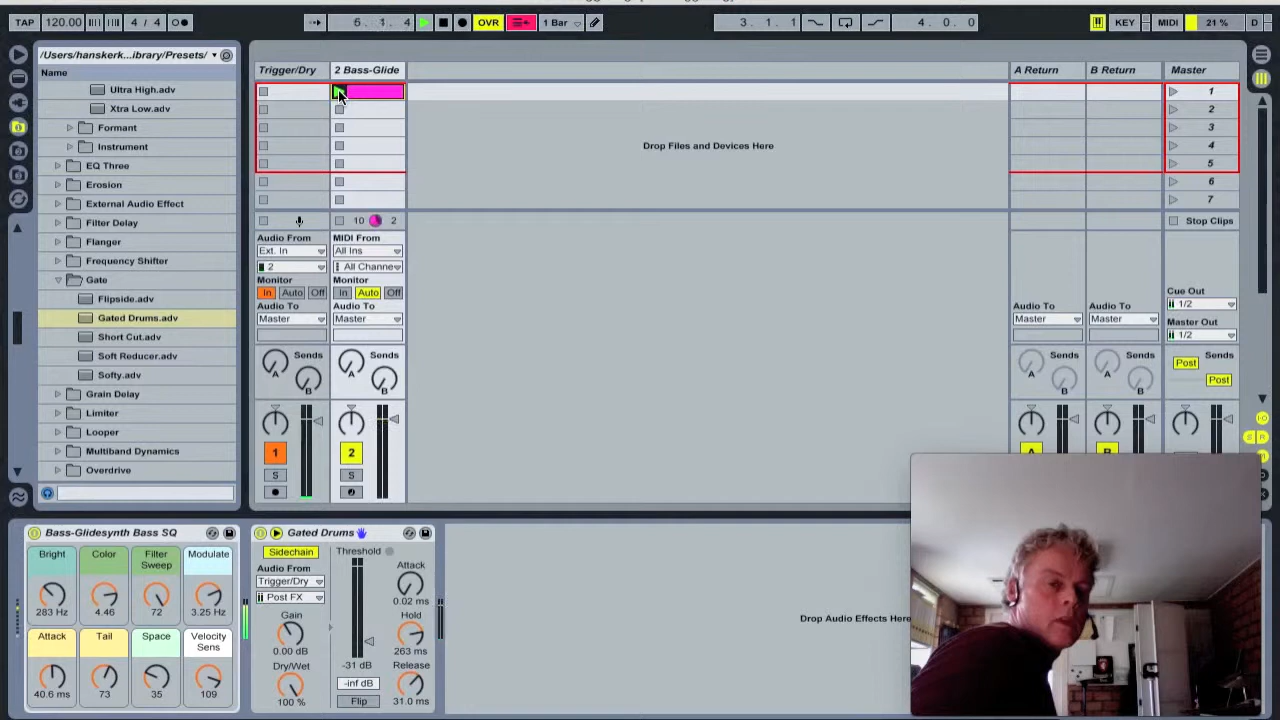 TAP 120.00 4 / 4 5. 1. 4 OVR 1 Bar 3. 1. 1 4. 0. 0 KEY MIDI 21 % D
/Users/hanskerk...ibrary/Presets/
Name
Ultra High.adv
Xtra Low.adv
Formant
Instrument
EQ Three
Erosion
External Audio Effect
Filter Delay
Flanger
Frequency Shifter
Gate
Flipside.adv
Gated Drums.adv
Short Cut.adv
Soft Reducer.adv
Softy.adv
Grain Delay
Limiter
Looper
Multiband Dynamics
Overdrive
Trigger/Dry 2 Bass-Glide A Return B Return Master
1
2
3
4
5
6
7
Drop Files and Devices Here
10 2 Stop Clips
Audio From MIDI From
Ext. In All Ins
2 All Channe
Monitor Monitor
In Auto Off In Auto Off
Cue Out
1/2
Audio To Audio To Audio To Audio To Master Out
Master Master Master Master 1/2
Sends Sends Sends Sends Sends
A A A A Post
B B B B Post
1 2 A B
S S
Bass-Glidesynth Bass SQ
Bright Color Filter Sweep Modulate
283 Hz 4.46 72 3.25 Hz
Attack Tail Space Velocity Sens
40.6 ms 73 35 109
Gated Drums
Sidechain Threshold
Audio From Attack
Trigger/Dry
Post FX 0.02 ms
Gain Hold
0.00 dB 263 ms
Dry/Wet -31 dB Release
-inf dB
100 % Flip 31.0 ms
Drop Audio Effects Here